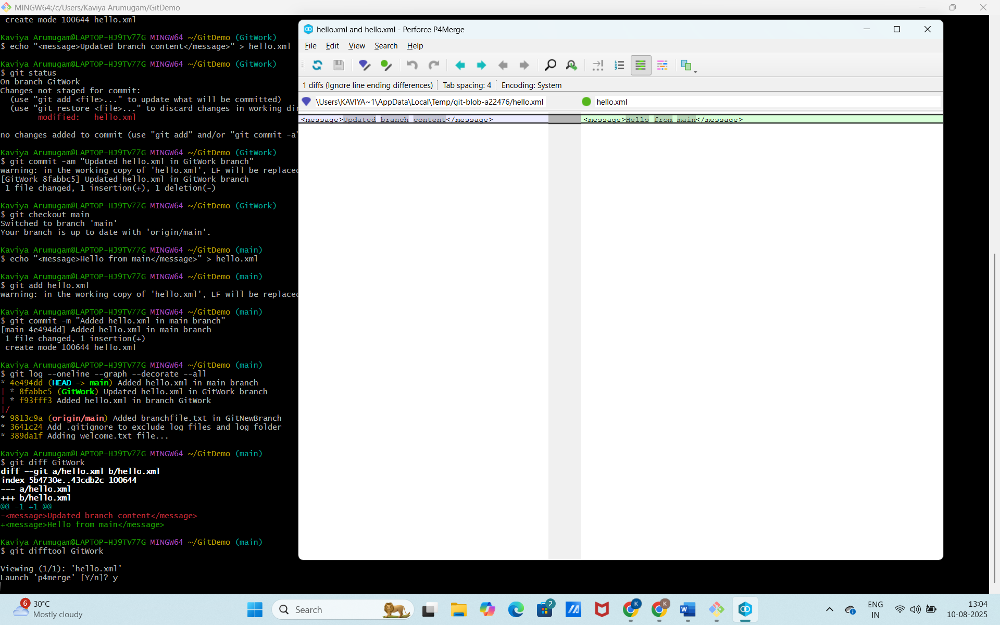 MINGW64:/c/Users/Kaviya Arumugam/GitDemo
create mode 100644 hello.xml
Kaviya Arumugam@LAPTOP-HJ9TV77G MINGW64 ~/GitDemo (GitWork)
$ echo "<message>Updated branch content</message>" > hello.xml
Kaviya Arumugam@LAPTOP-HJ9TV77G MINGW64 ~/GitDemo (GitWork)
$ git status
On branch GitWork
Changes not staged for commit:
(use "git add <file>..." to update what will be committed)
(use "git restore <file>..." to discard changes in working dir
modified:   hello.xml
no changes added to commit (use "git add" and/or "git commit -a"
Kaviya Arumugam@LAPTOP-HJ9TV77G MINGW64 ~/GitDemo (GitWork)
$ git commit -am "Updated hello.xml in GitWork branch"
warning: in the working copy of 'hello.xml', LF will be replaced
[GitWork 8fabbc5] Updated hello.xml in GitWork branch
1 file changed, 1 insertion(+), 1 deletion(-)
Kaviya Arumugam@LAPTOP-HJ9TV77G MINGW64 ~/GitDemo (GitWork)
$ git checkout main
Switched to branch 'main'
Your branch is up to date with 'origin/main'.
Kaviya Arumugam@LAPTOP-HJ9TV77G MINGW64 ~/GitDemo (main)
$ echo "<message>Hello from main</message>" > hello.xml
Kaviya Arumugam@LAPTOP-HJ9TV77G MINGW64 ~/GitDemo (main)
$ git add hello.xml
warning: in the working copy of 'hello.xml', LF will be replaced
Kaviya Arumugam@LAPTOP-HJ9TV77G MINGW64 ~/GitDemo (main)
$ git commit -m "Added hello.xml in main branch"
[main 4e494dd] Added hello.xml in main branch
1 file changed, 1 insertion(+)
create mode 100644 hello.xml
Kaviya Arumugam@LAPTOP-HJ9TV77G MINGW64 ~/GitDemo (main)
$ git log --oneline --graph --decorate --all
* 4e494dd (HEAD -> main) Added hello.xml in main branch
| * 8fabbc5 (GitWork) Updated hello.xml in GitWork branch
| * f93fff3 Added hello.xml in branch GitWork
|/
* 9813c9a (origin/main) Added branchfile.txt in GitNewBranch
* 3641c24 Add .gitignore to exclude log files and log folder
* 389da1f Adding welcome.txt file...
Kaviya Arumugam@LAPTOP-HJ9TV77G MINGW64 ~/GitDemo (main)
$ git diff GitWork
diff --git a/hello.xml b/hello.xml
index 5b4730e..43cdb2c 100644
--- a/hello.xml
+++ b/hello.xml
@@ -1 +1 @@
-<message>Updated branch content</message>
+<message>Hello from main</message>
Kaviya Arumugam@LAPTOP-HJ9TV77G MINGW64 ~/GitDemo (main)
$ git difftool GitWork
Viewing (1/1): 'hello.xml'
Launch 'p4merge' [Y/n]? y
hello.xml and hello.xml - Perforce P4Merge
File Edit View Search Help
1 diffs (Ignore line ending differences) Tab spacing: 4 Encoding: System
\Users\KAVIYA~1\AppData\Local\Temp/git-blob-a22476/hello.xml
hello.xml
<message>Updated branch content</message>
<message>Hello from main</message>
6
30°C
Mostly cloudy
Search
2
K
K
W
ENG
IN
13:04
10-08-2025